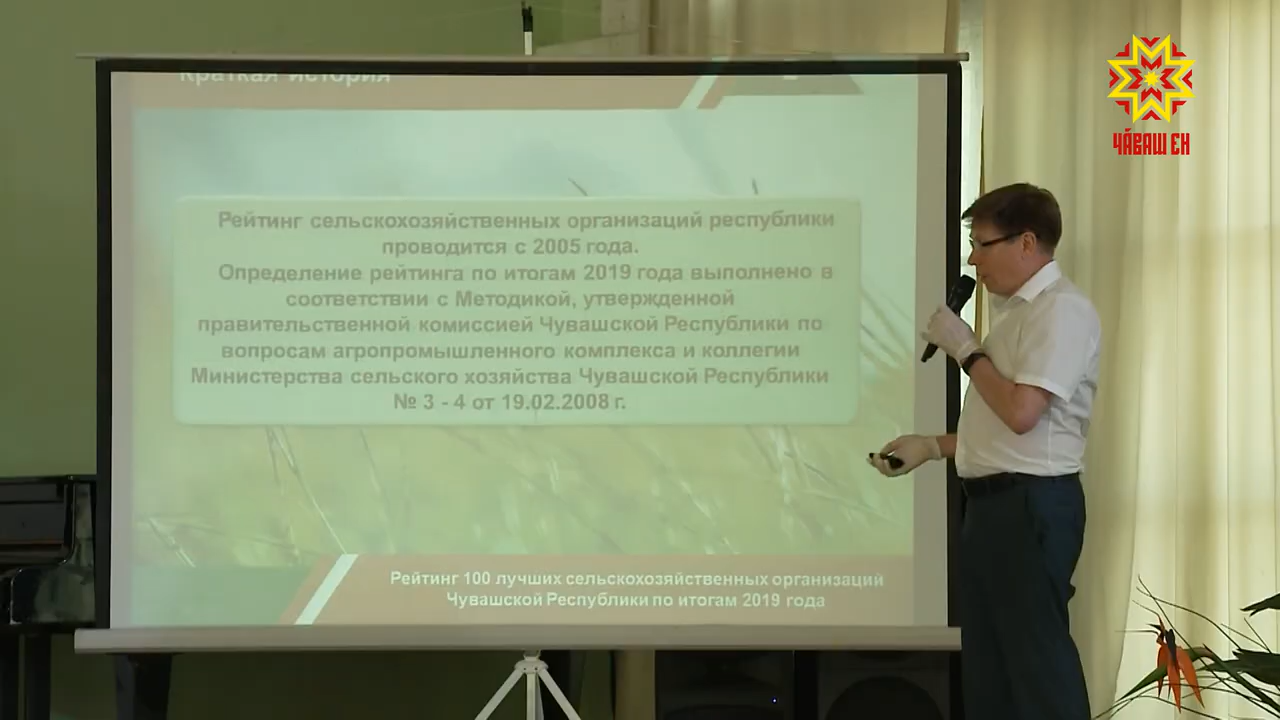 Краткая история
ЧӐВАШ ЕН
Рейтинг сельскохозяйственных организаций республики
проводится с 2005 года.
Определение рейтинга по итогам 2019 года выполнено в
соответствии с Методикой, утвержденной
правительственной комиссией Чувашской Республики по
вопросам агропромышленного комплекса и коллегии
Министерства сельского хозяйства Чувашской Республики
№ 3 - 4 от 19.02.2008 г.
Рейтинг 100 лучших сельскохозяйственных организаций
Чувашской Республики по итогам 2019 года